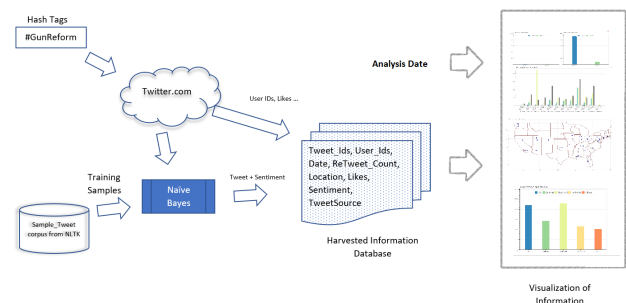 Hash Tags
#GunReform
Twitter.com
Analysis Date
User IDs, Likes ...
Tweet_Ids, User_Ids,
Date, ReTweet_Count,
Location, Likes,
Sentiment,
TweetSource
Training
Samples
Naïve
Bayes
Tweet + Sentiment
Sample_Tweet
corpus from NLTK
Harvested Information
Database
Visualization of
Information